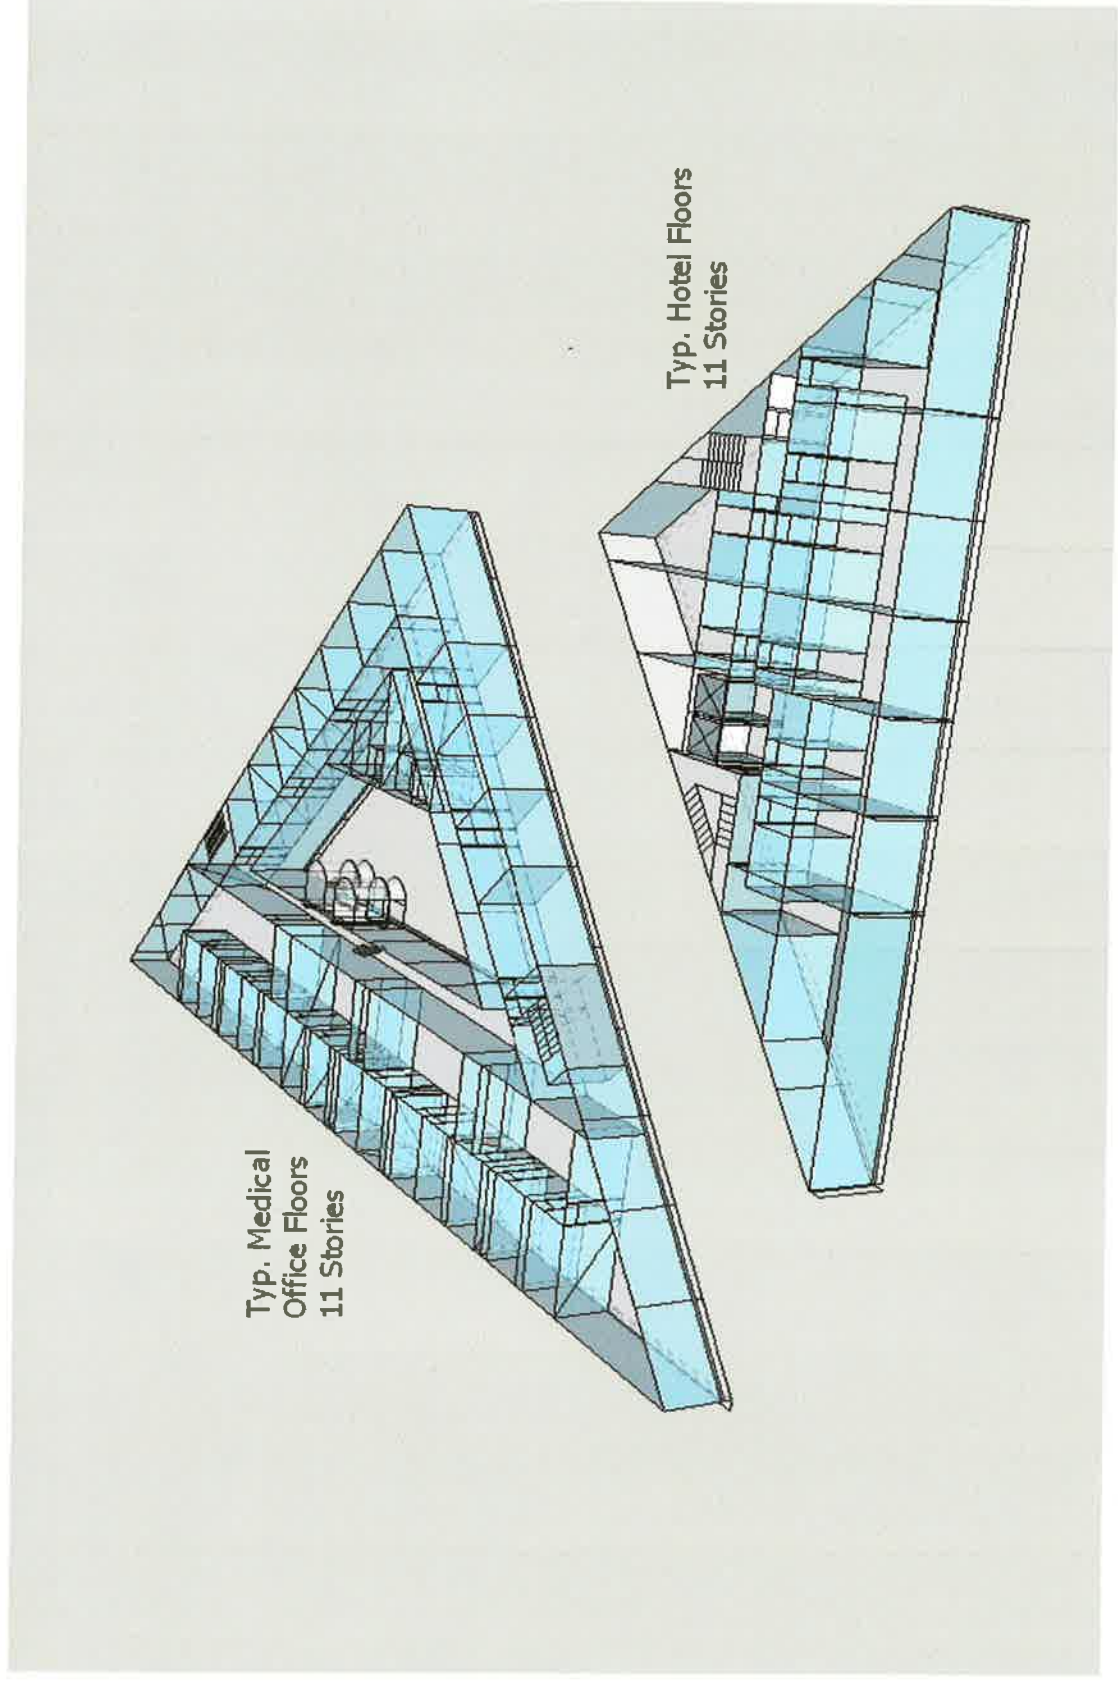 Typ. Medical
Office Floors
11 Stories
Typ. Hotel Floors
11 Stories